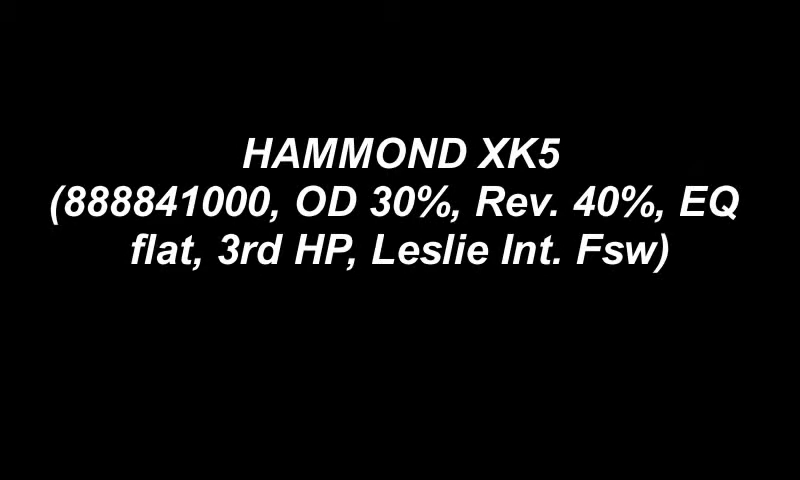 HAMMOND XK5
(888841000, OD 30%, Rev. 40%, EQ
flat, 3rd HP, Leslie Int. Fsw)